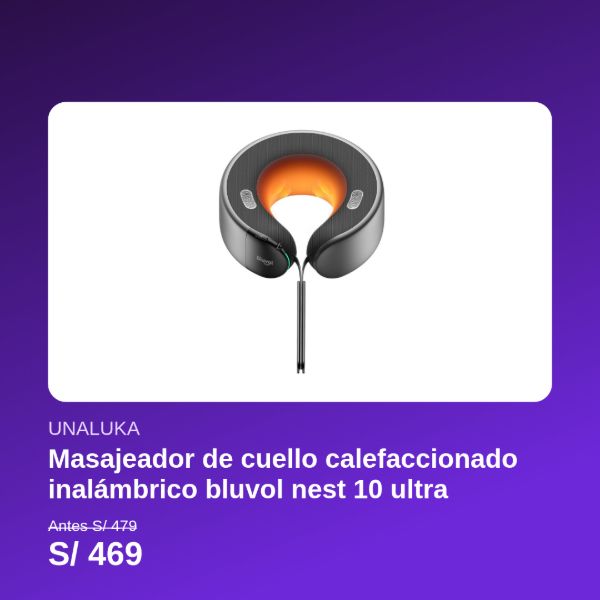 UNALUKA
Masajeador de cuello calefaccionado
inalámbrico bluvol nest 10 ultra
Antes S/ 479
S/ 469